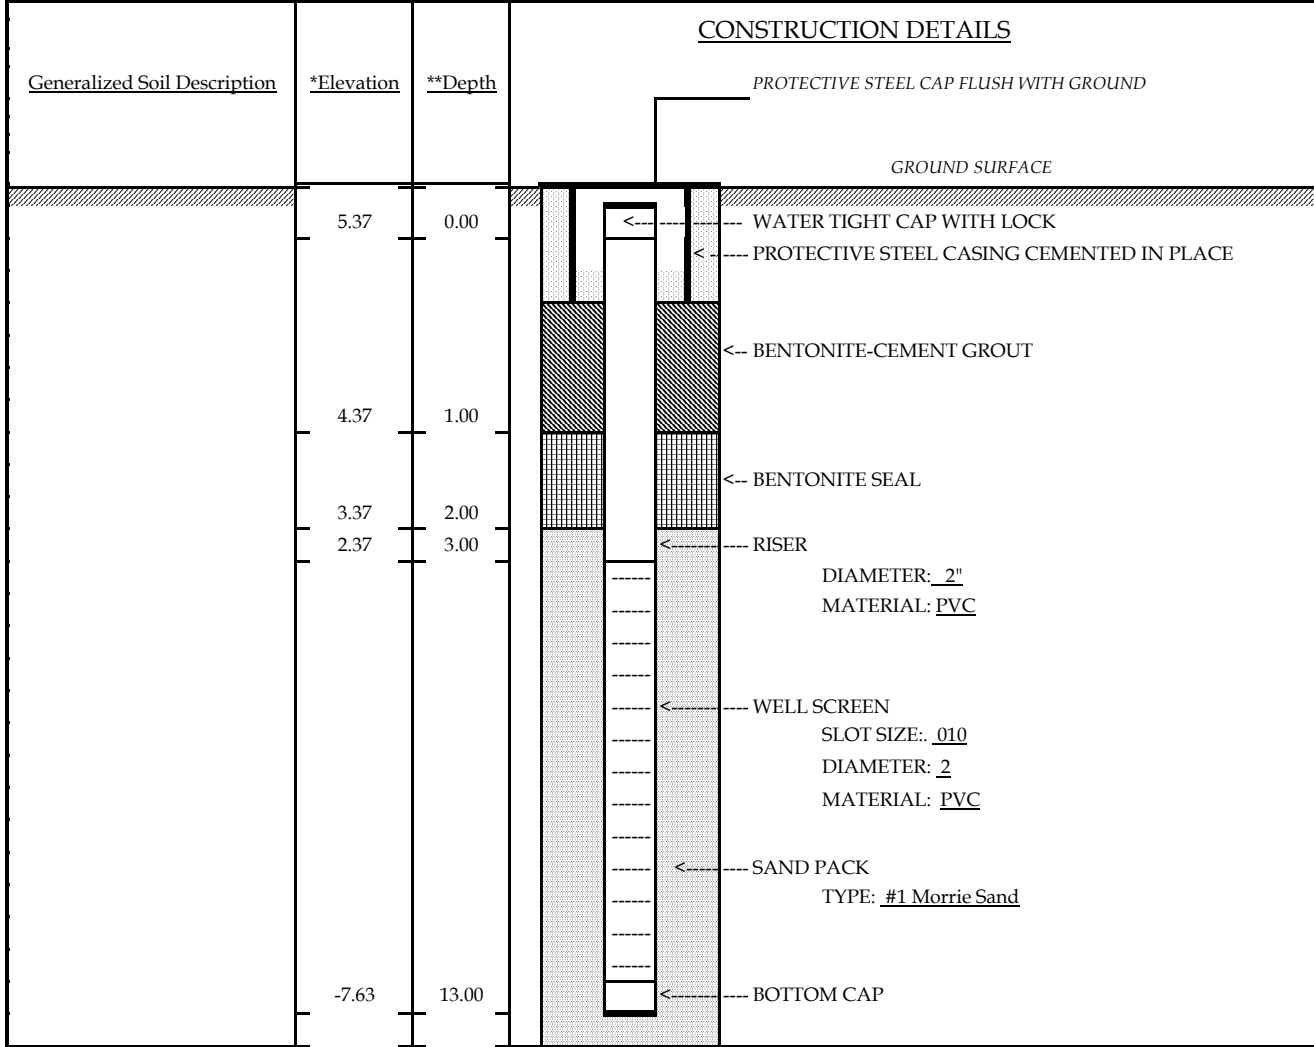 CONSTRUCTION DETAILS
Generalized Soil Description *Elevation **Depth PROTECTIVE STEEL CAP FLUSH WITH GROUND
GROUND SURFACE
5.37 0.00 WATER TIGHT CAP WITH LOCK
PROTECTIVE STEEL CASING CEMENTED IN PLACE
BENTONITE-CEMENT GROUT
4.37 1.00
BENTONITE SEAL
3.37 2.00
2.37 3.00 RISER
DIAMETER: 2"
MATERIAL: PVC
WELL SCREEN
SLOT SIZE:. 010
DIAMETER: 2
MATERIAL: PVC
SAND PACK
TYPE: #1 Morrie Sand
-7.63 13.00 BOTTOM CAP